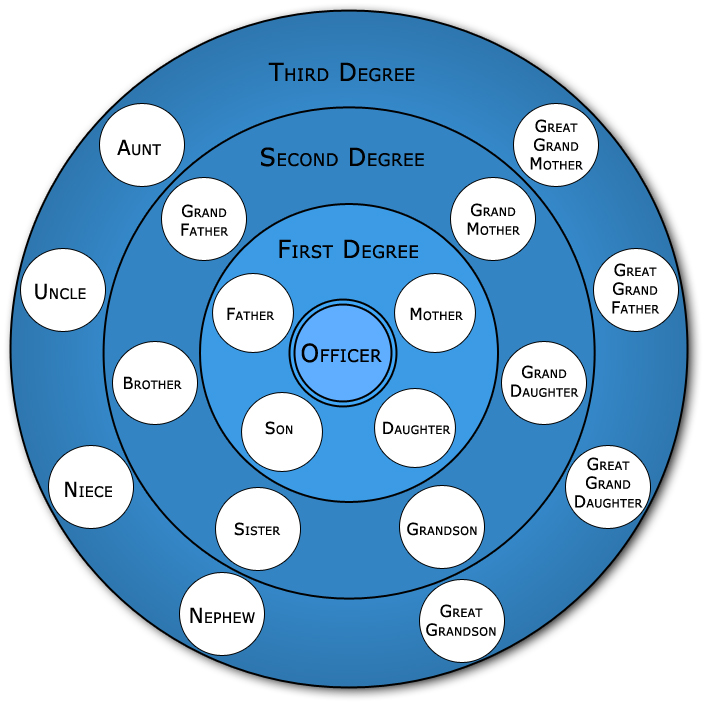 Third Degree
Aunt
Great
Grand
Mother
Second Degree
Grand
Father
Grand
Mother
First Degree
Uncle
Great
Grand
Father
Father
Mother
Officer
Brother
Grand
Daughter
Son
Daughter
Niece
Great
Grand
Daughter
Sister
Grandson
Nephew
Great
Grandson